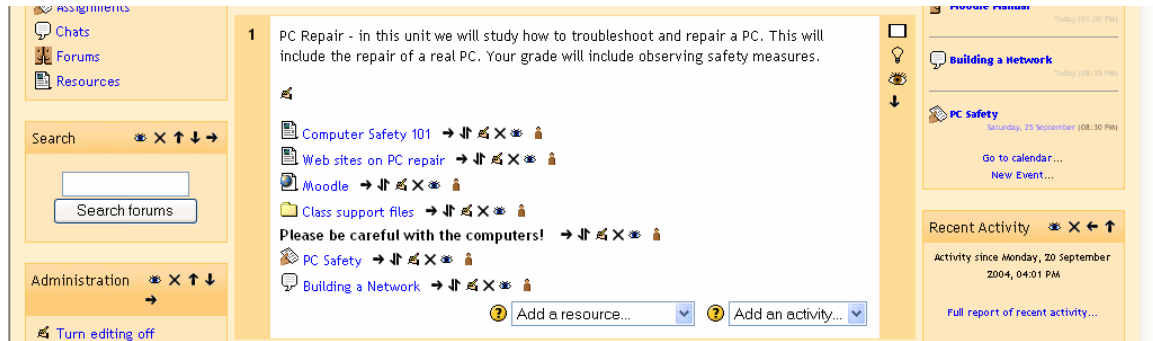 Assignments
Chats
Forums
Resources
Search
Search forums
Administration
Turn editing off
1
PC Repair - in this unit we will study how to troubleshoot and repair a PC. This will
include the repair of a real PC. Your grade will include observing safety measures.
Computer Safety 101
Web sites on PC repair
Moodle
Class support files
Please be careful with the computers!
PC Safety
Building a Network
? Add a resource...
? Add an activity...
Moodle Manual
Today (01:00 PM)
Building a Network
Today (08:35 PM)
PC Safety
Saturday, 25 September (08:30 PM)
Go to calendar...
New Event...
Recent Activity
Activity since Monday, 20 September
2004, 04:01 PM
Full report of recent activity...